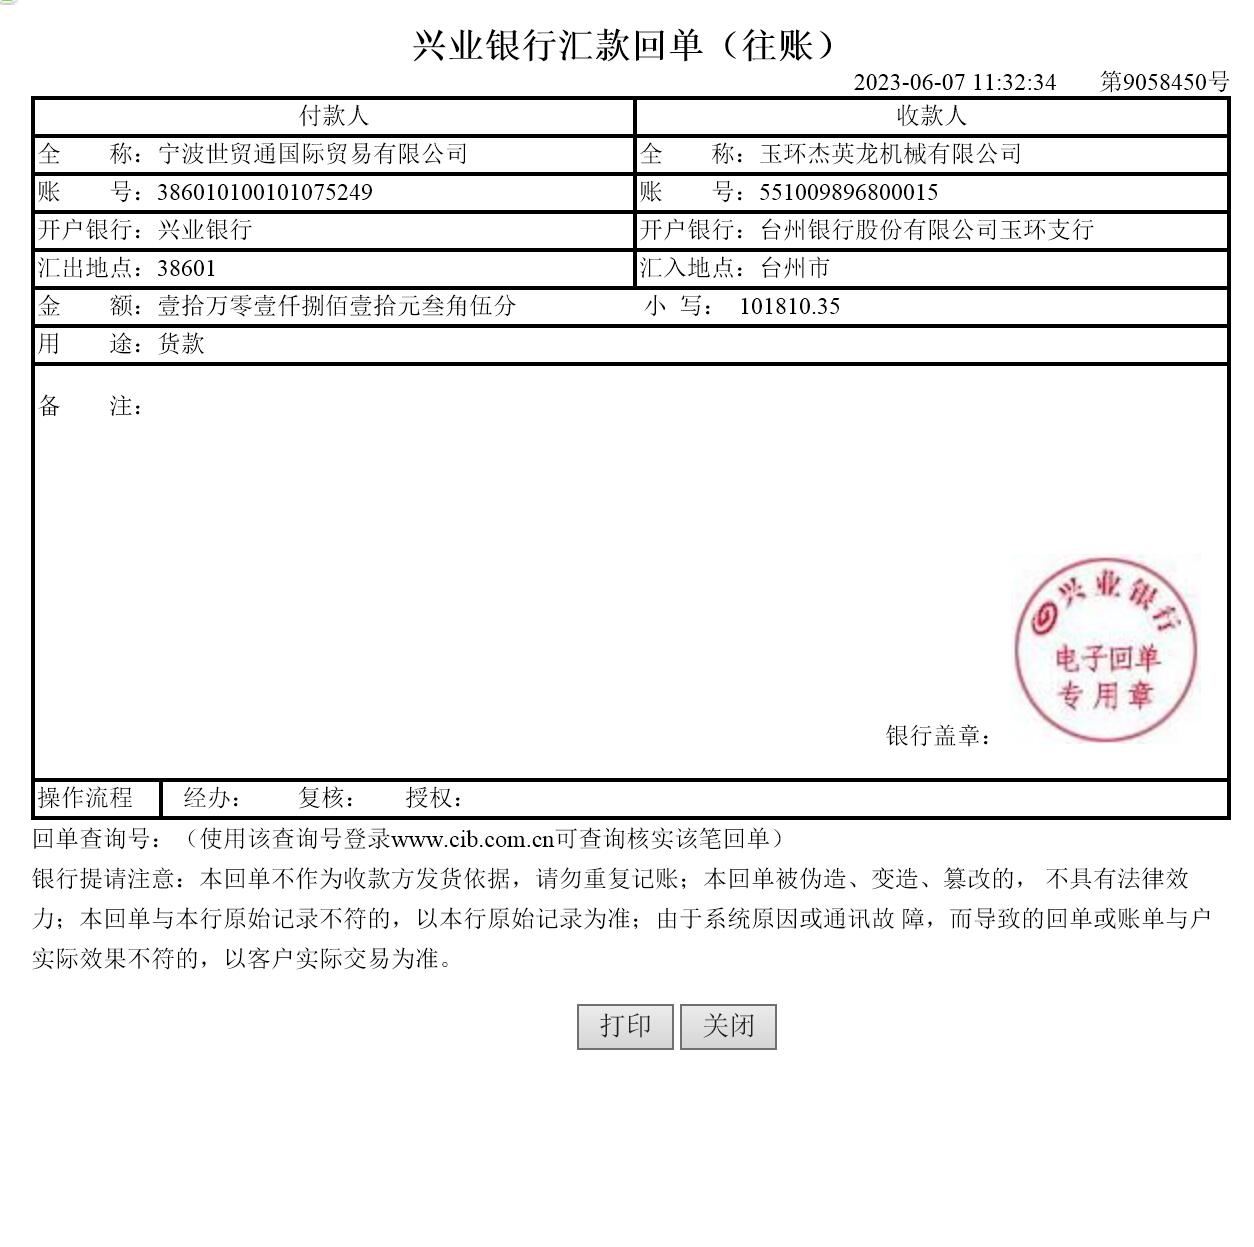 兴业银行汇款回单（往账）
2023-06-07 11:32:34 第9058450号
付款人 收款人
全 称：宁波世贸通国际贸易有限公司 全 称：玉环杰英龙机械有限公司
账 号：386010100101075249 账 号：551009896800015
开户银行：兴业银行 开户银行：台州银行股份有限公司玉环支行
汇出地点：38601 汇入地点：台州市
金 额：壹拾万零壹仟捌佰壹拾元叁角伍分 小 写： 101810.35
用 途：货款
备 注：
兴业银行
电子回单
专用章
银行盖章：
操作流程 经办： 复核： 授权：
回单查询号：（使用该查询号登录www.cib.com.cn可查询核实该笔回单）
银行提请注意：本回单不作为收款方发货依据，请勿重复记账；本回单被伪造、变造、篡改的， 不具有法律效
力；本回单与本行原始记录不符的，以本行原始记录为准；由于系统原因或通讯故 障，而导致的回单或账单与户
实际效果不符的，以客户实际交易为准。
打印 关闭